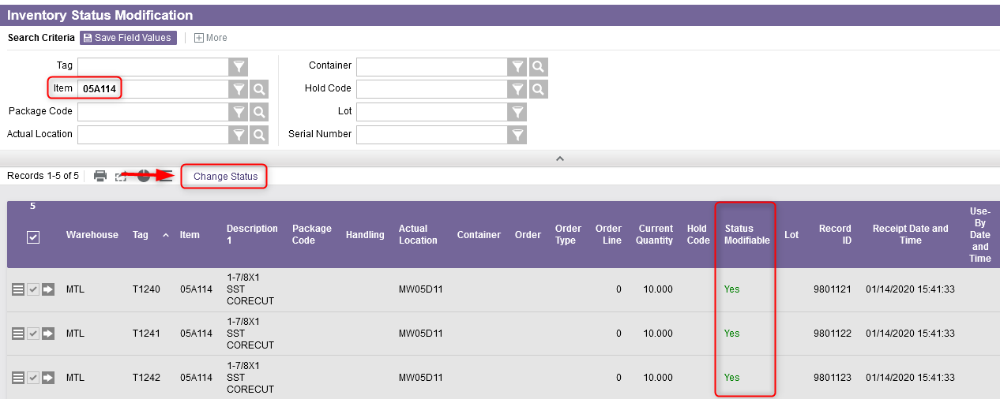 Inventory Status Modification
Search Criteria Save Field Values More
Tag Container
Item 05A114 Hold Code
Package Code Lot
Actual Location Serial Number
Records 1-5 of 5 Change Status
5
Warehouse Tag Item Description 1 Package Code Handling Actual Location Container Order Order Type Order Line Current Quantity Hold Code Status Modifiable Lot Record ID Receipt Date and Time Use-By Date and Time
MTL T1240 05A114 1-7/8X1 SST CORECUT MW05D11 0 10.000 Yes 9801121 01/14/2020 15:41:33
MTL T1241 05A114 1-7/8X1 SST CORECUT MW05D11 0 10.000 Yes 9801122 01/14/2020 15:41:33
MTL T1242 05A114 1-7/8X1 SST CORECUT MW05D11 0 10.000 Yes 9801123 01/14/2020 15:41:33